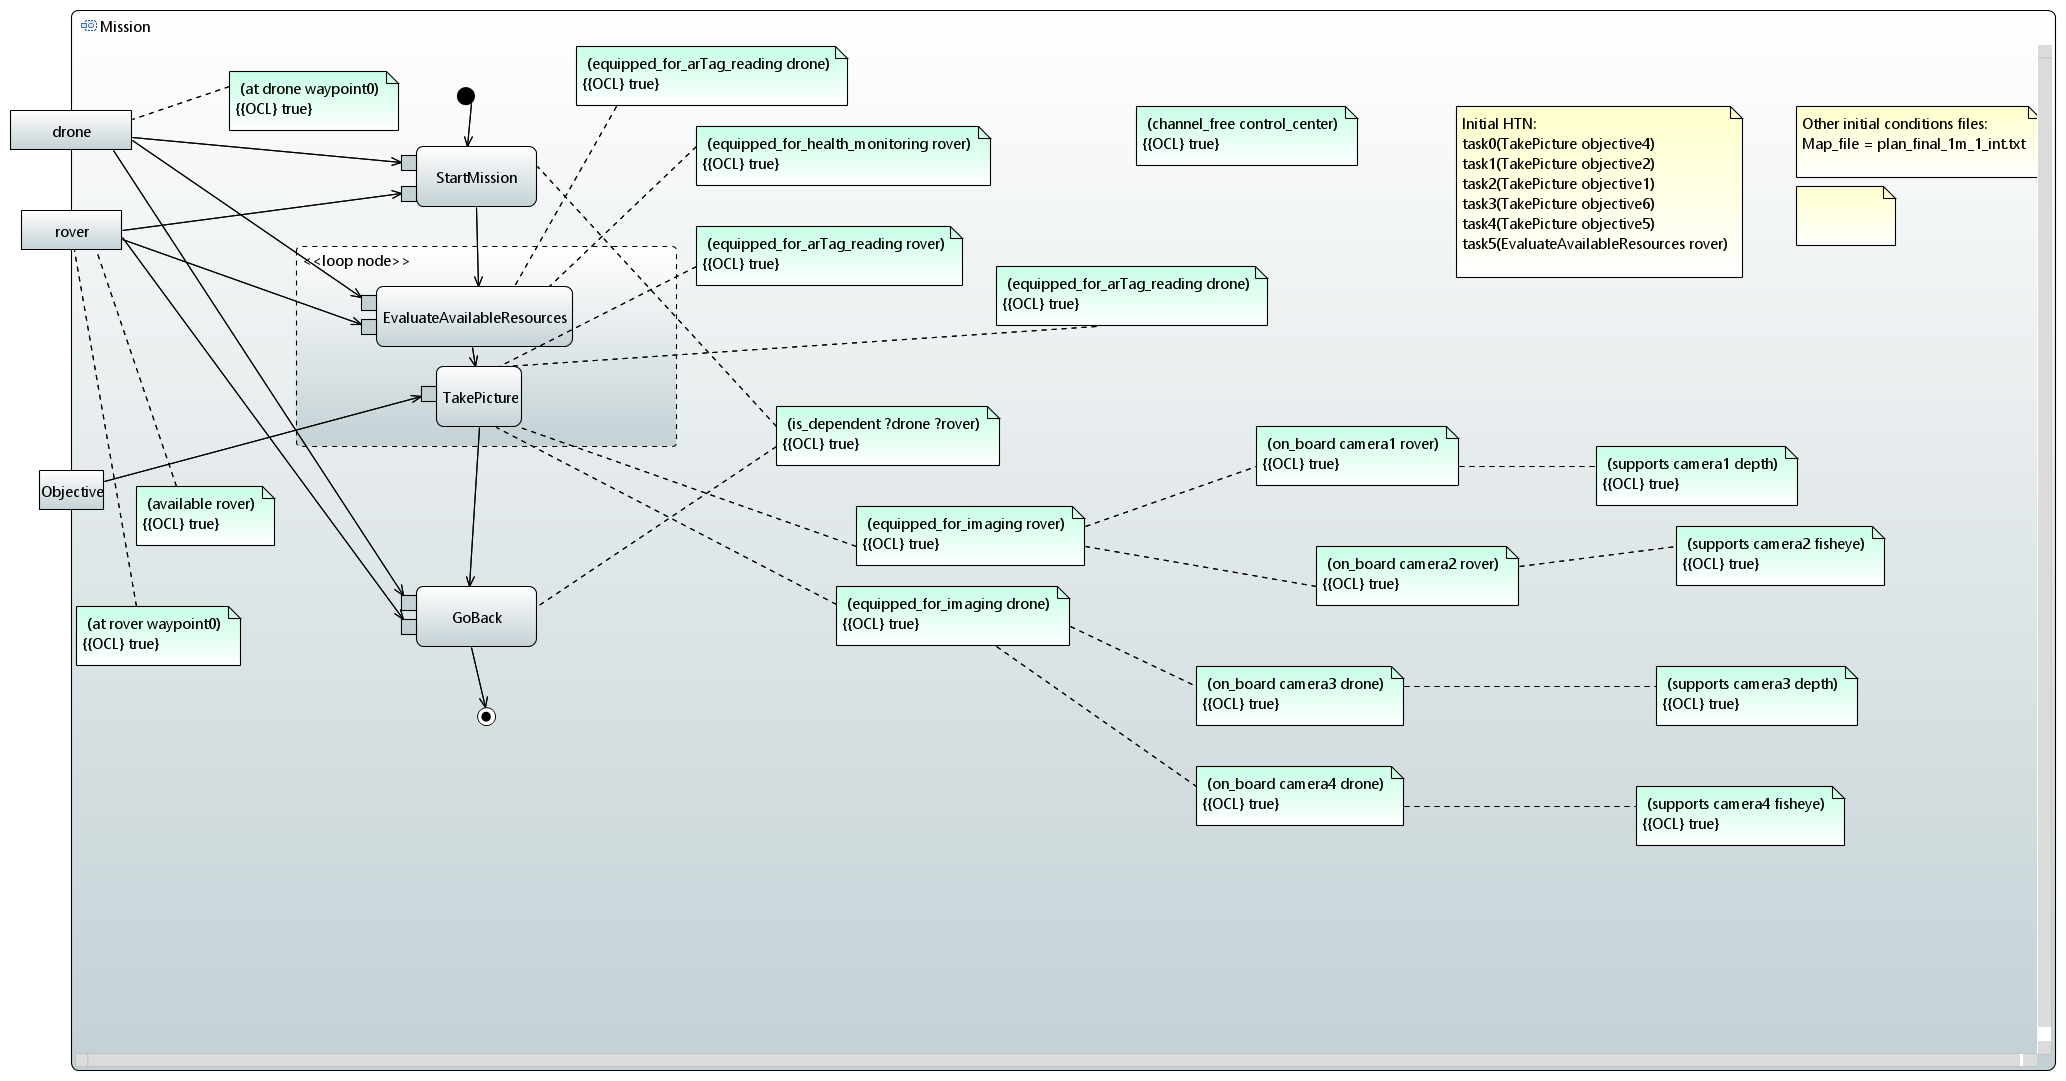 Mission
(equipped_for_arTag_reading drone)
{{OCL} true}
(at drone waypoint0)
{{OCL} true}
drone
(channel_free control_center)
{{OCL} true}
Initial HTN:
task0(TakePicture objective4)
task1(TakePicture objective2)
task2(TakePicture objective1)
task3(TakePicture objective6)
task4(TakePicture objective5)
task5(EvaluateAvailableResources rover)
Other initial conditions files:
Map_file = plan_final_1m_1_int.txt
(equipped_for_health_monitoring rover)
{{OCL} true}
StartMission
rover
(equipped_for_arTag_reading rover)
{{OCL} true}
<<loop node>>
(equipped_for_arTag_reading drone)
{{OCL} true}
EvaluateAvailableResources
TakePicture
(is_dependent ?drone ?rover)
{{OCL} true}
(on_board camera1 rover)
{{OCL} true}
(supports camera1 depth)
{{OCL} true}
Objective
(available rover)
{{OCL} true}
(equipped_for_imaging rover)
{{OCL} true}
(on_board camera2 rover)
{{OCL} true}
(supports camera2 fisheye)
{{OCL} true}
(at rover waypoint0)
{{OCL} true}
GoBack
(equipped_for_imaging drone)
{{OCL} true}
(on_board camera3 drone)
{{OCL} true}
(supports camera3 depth)
{{OCL} true}
(on_board camera4 drone)
{{OCL} true}
(supports camera4 fisheye)
{{OCL} true}